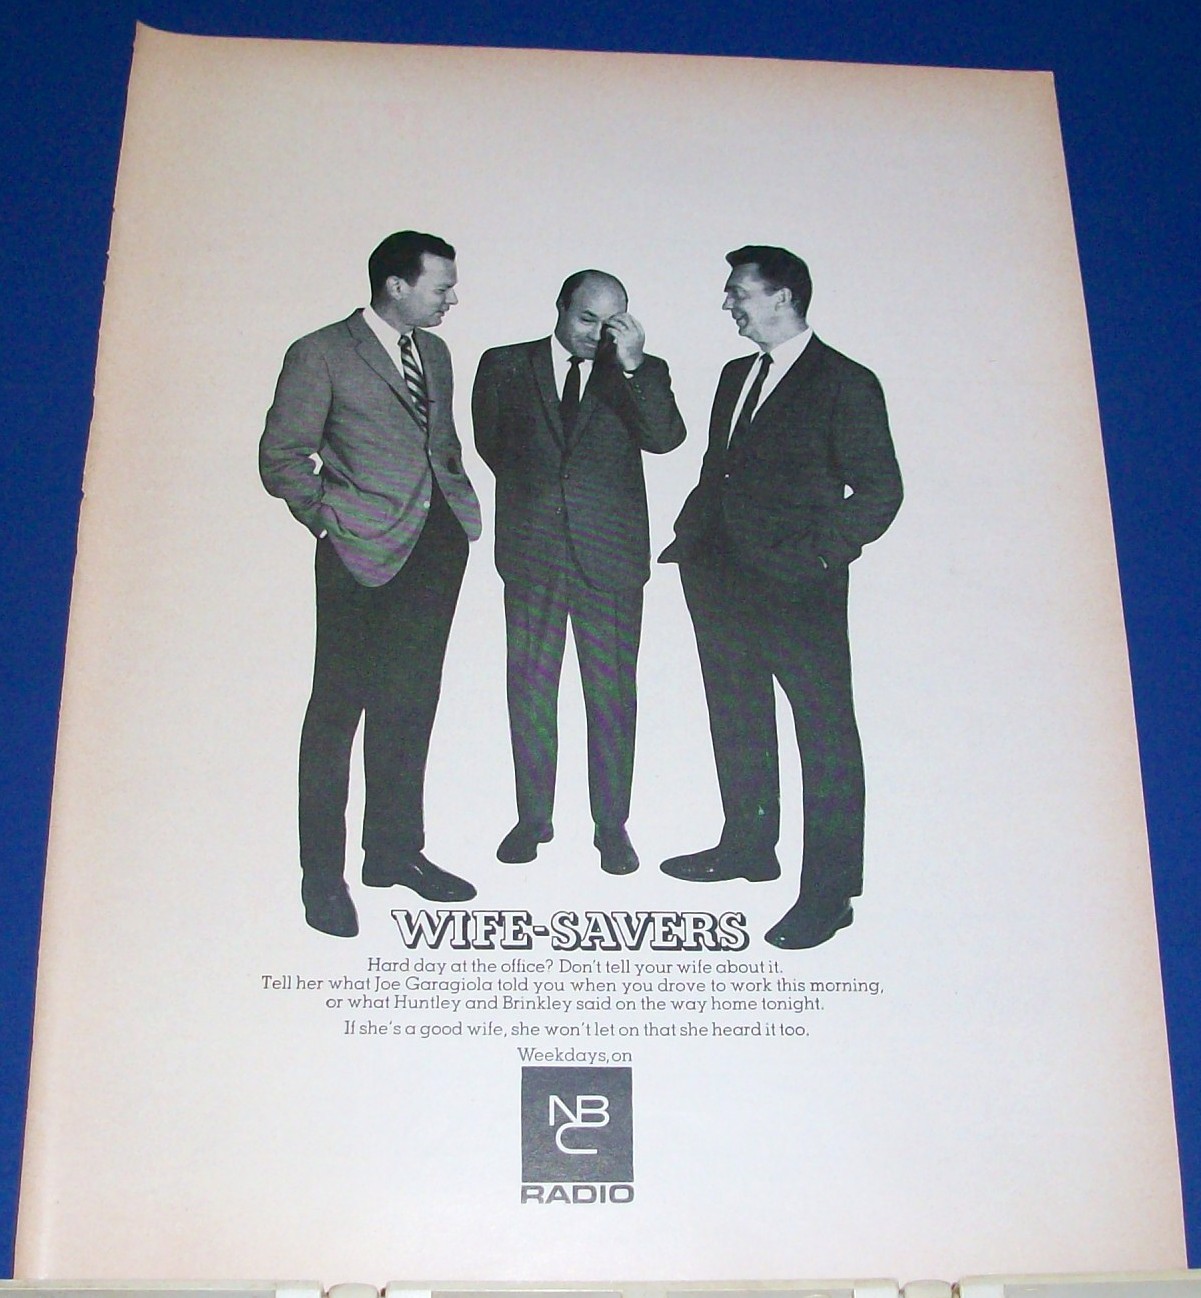 WIFE-SAVERS
Hard day at the office? Don't tell your wife about it.
Tell her what Joe Garagiola told you when you drove to work this morning,
or what Huntley and Brinkley said on the way home tonight.
If she's a good wife, she won't let on that she heard it too.
Weekdays, on
NBC
RADIO